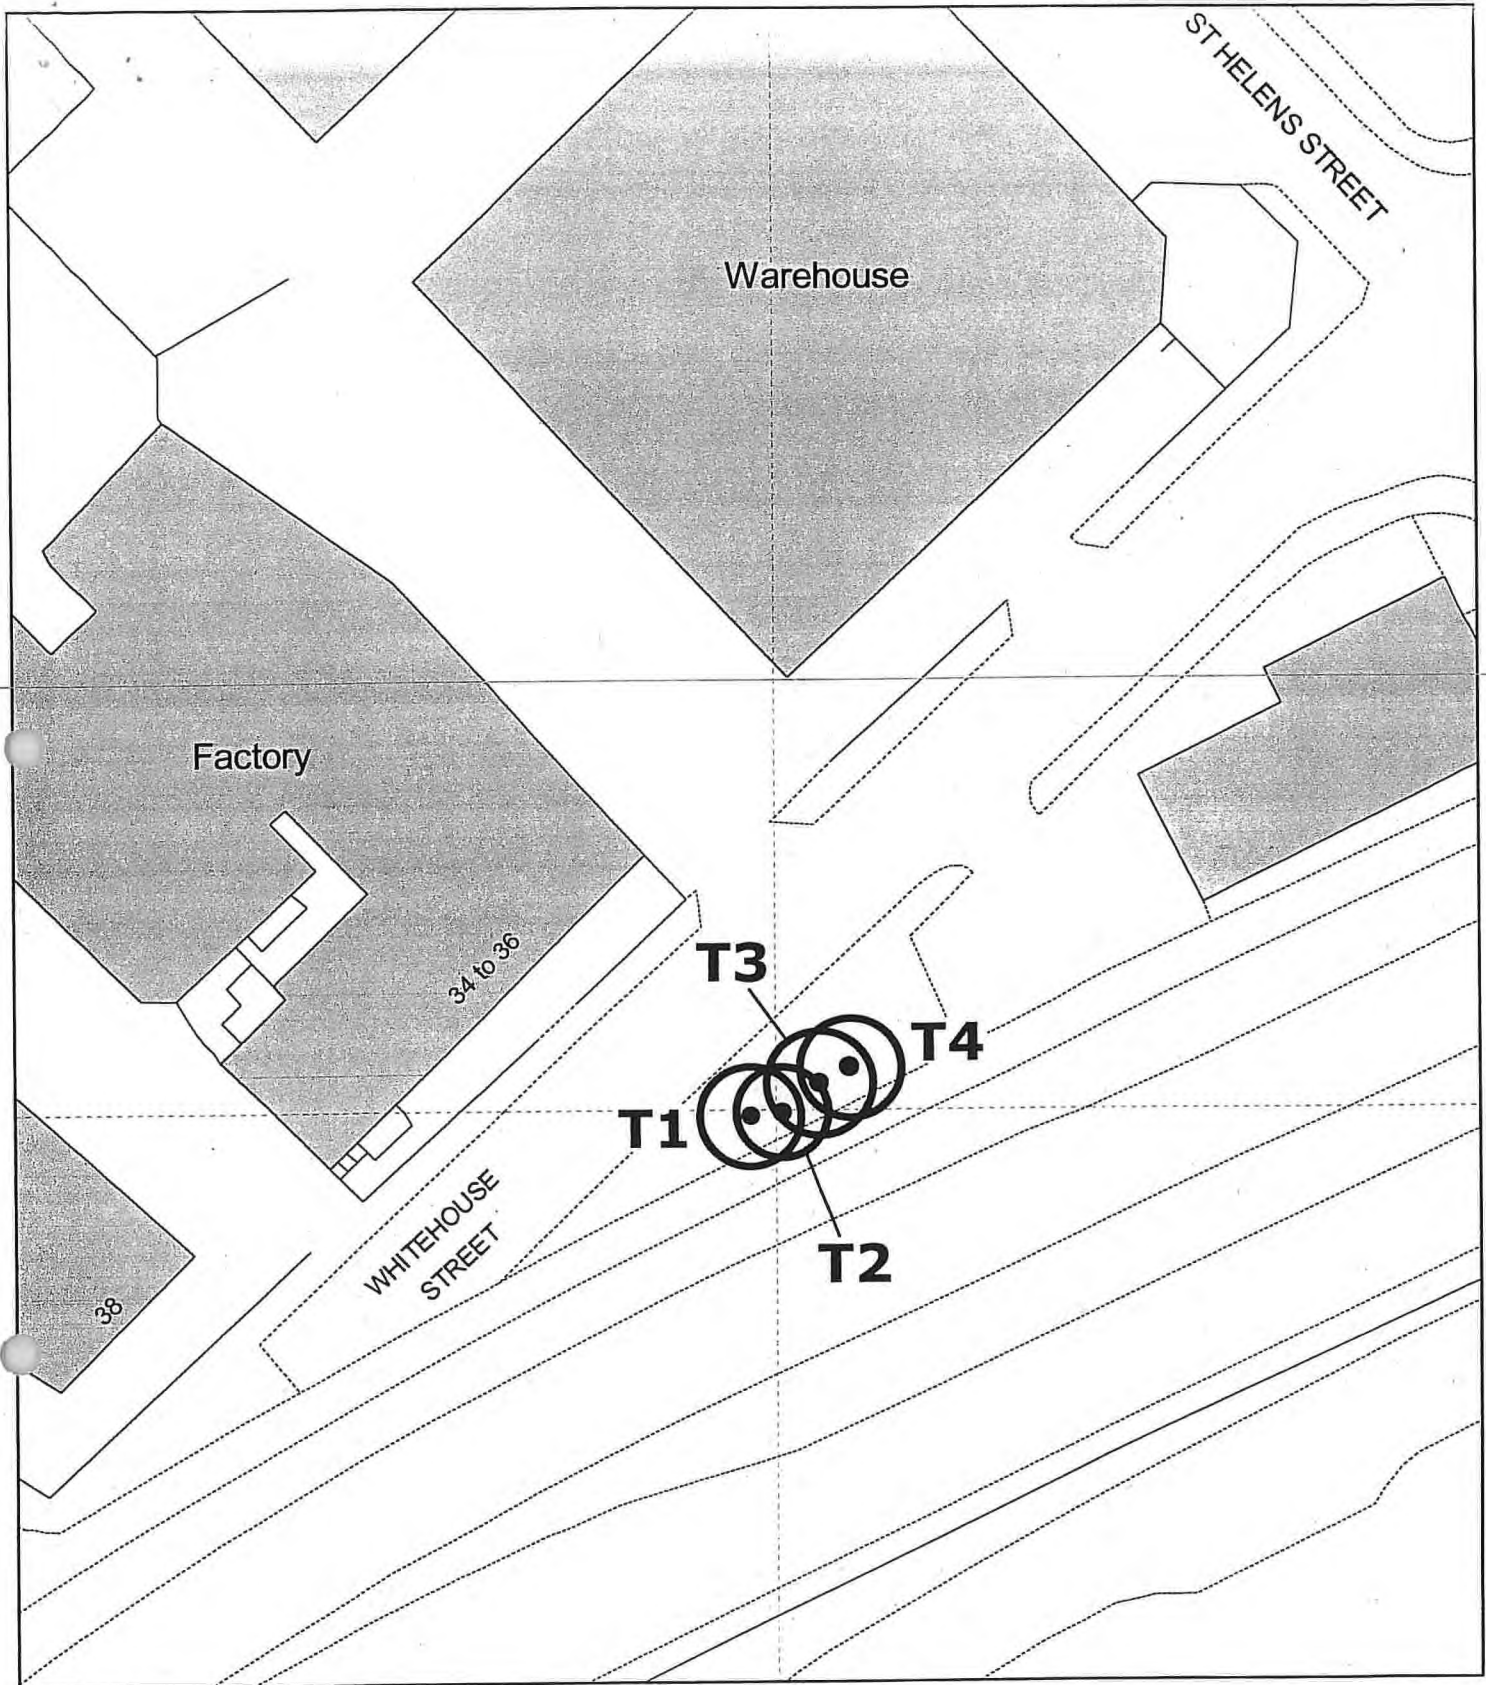 ST HELENS STREET
Warehouse
Factory
34 to 36
T3
T4
T1
WHITEHOUSE
STREET
T2
38